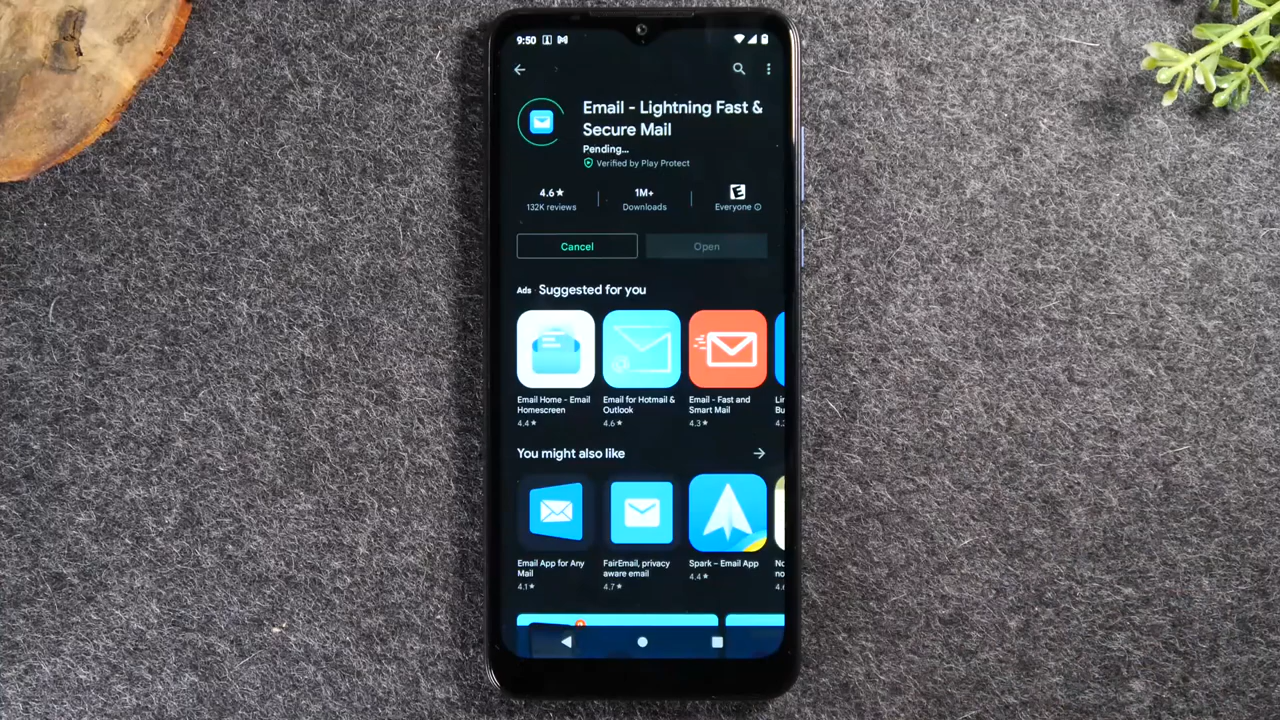 9:50
Email - Lightning Fast &
Secure Mail
Pending...
Verified by Play Protect
4.6★
1M+
E
132K reviews
Downloads
Everyone
Cancel
Open
Ads · Suggested for you
Email Home - Email
Homescreen
4.4★
Email for Hotmail &
Outlook
4.6★
Email - Fast and
Smart Mail
4.3★
You might also like
Email App for Any
Mail
4.1★
FairEmail, privacy
aware email
4.7★
Spark – Email App
4.4★